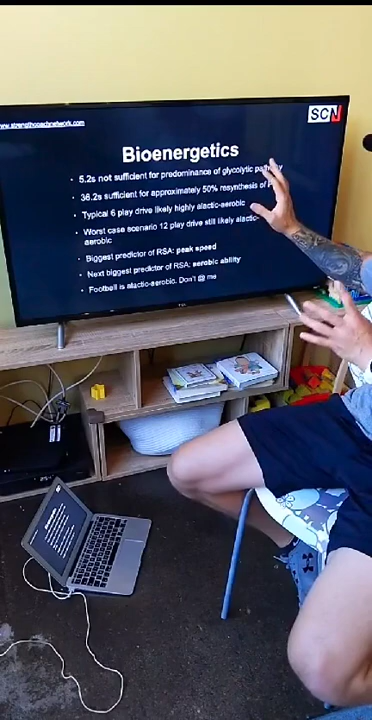 www.strengthcoachnetwork.com
SCN
Bioenergetics
• 5.2s not sufficient for predominance of glycolytic pathway
• 36.2s sufficient for approximately 50% resynthesis of
• Typical 6 play drive likely highly alactic-aerobic
• Worst case scenario 12 play drive still likely alactic-
aerobic
• Biggest predictor of RSA: peak speed
• Next biggest predictor of RSA: aerobic ability
• Football is alactic-aerobic. Don't @ me
TCL